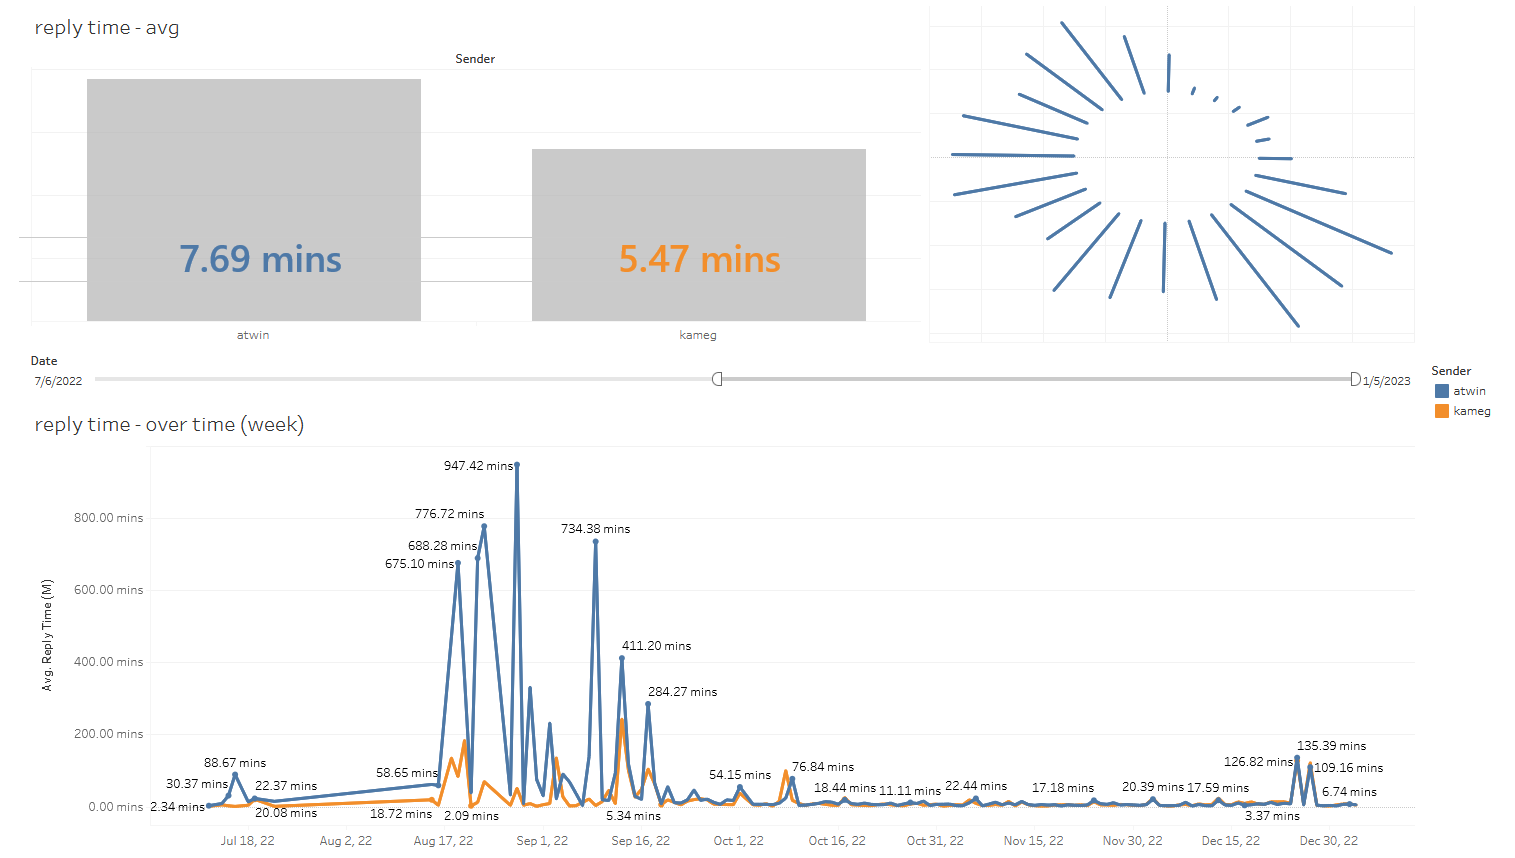 reply time - avg
Sender
7.69 mins
5.47 mins
atwin
kameg
Date
7/6/2022
1/5/2023
Sender
atwin
kameg
reply time - over time (week)
Avg. Reply Time (M)
800.00 mins
600.00 mins
400.00 mins
200.00 mins
0.00 mins
947.42 mins
776.72 mins
734.38 mins
688.28 mins
675.10 mins
411.20 mins
284.27 mins
135.39 mins
88.67 mins
126.82 mins
76.84 mins
109.16 mins
58.65 mins
54.15 mins
30.37 mins
22.37 mins
18.44 mins
11.11 mins
22.44 mins
17.18 mins
20.39 mins
17.59 mins
6.74 mins
2.34 mins
20.08 mins
18.72 mins
2.09 mins
5.34 mins
3.37 mins
Jul 18, 22
Aug 2, 22
Aug 17, 22
Sep 1, 22
Sep 16, 22
Oct 1, 22
Oct 16, 22
Oct 31, 22
Nov 15, 22
Nov 30, 22
Dec 15, 22
Dec 30, 22